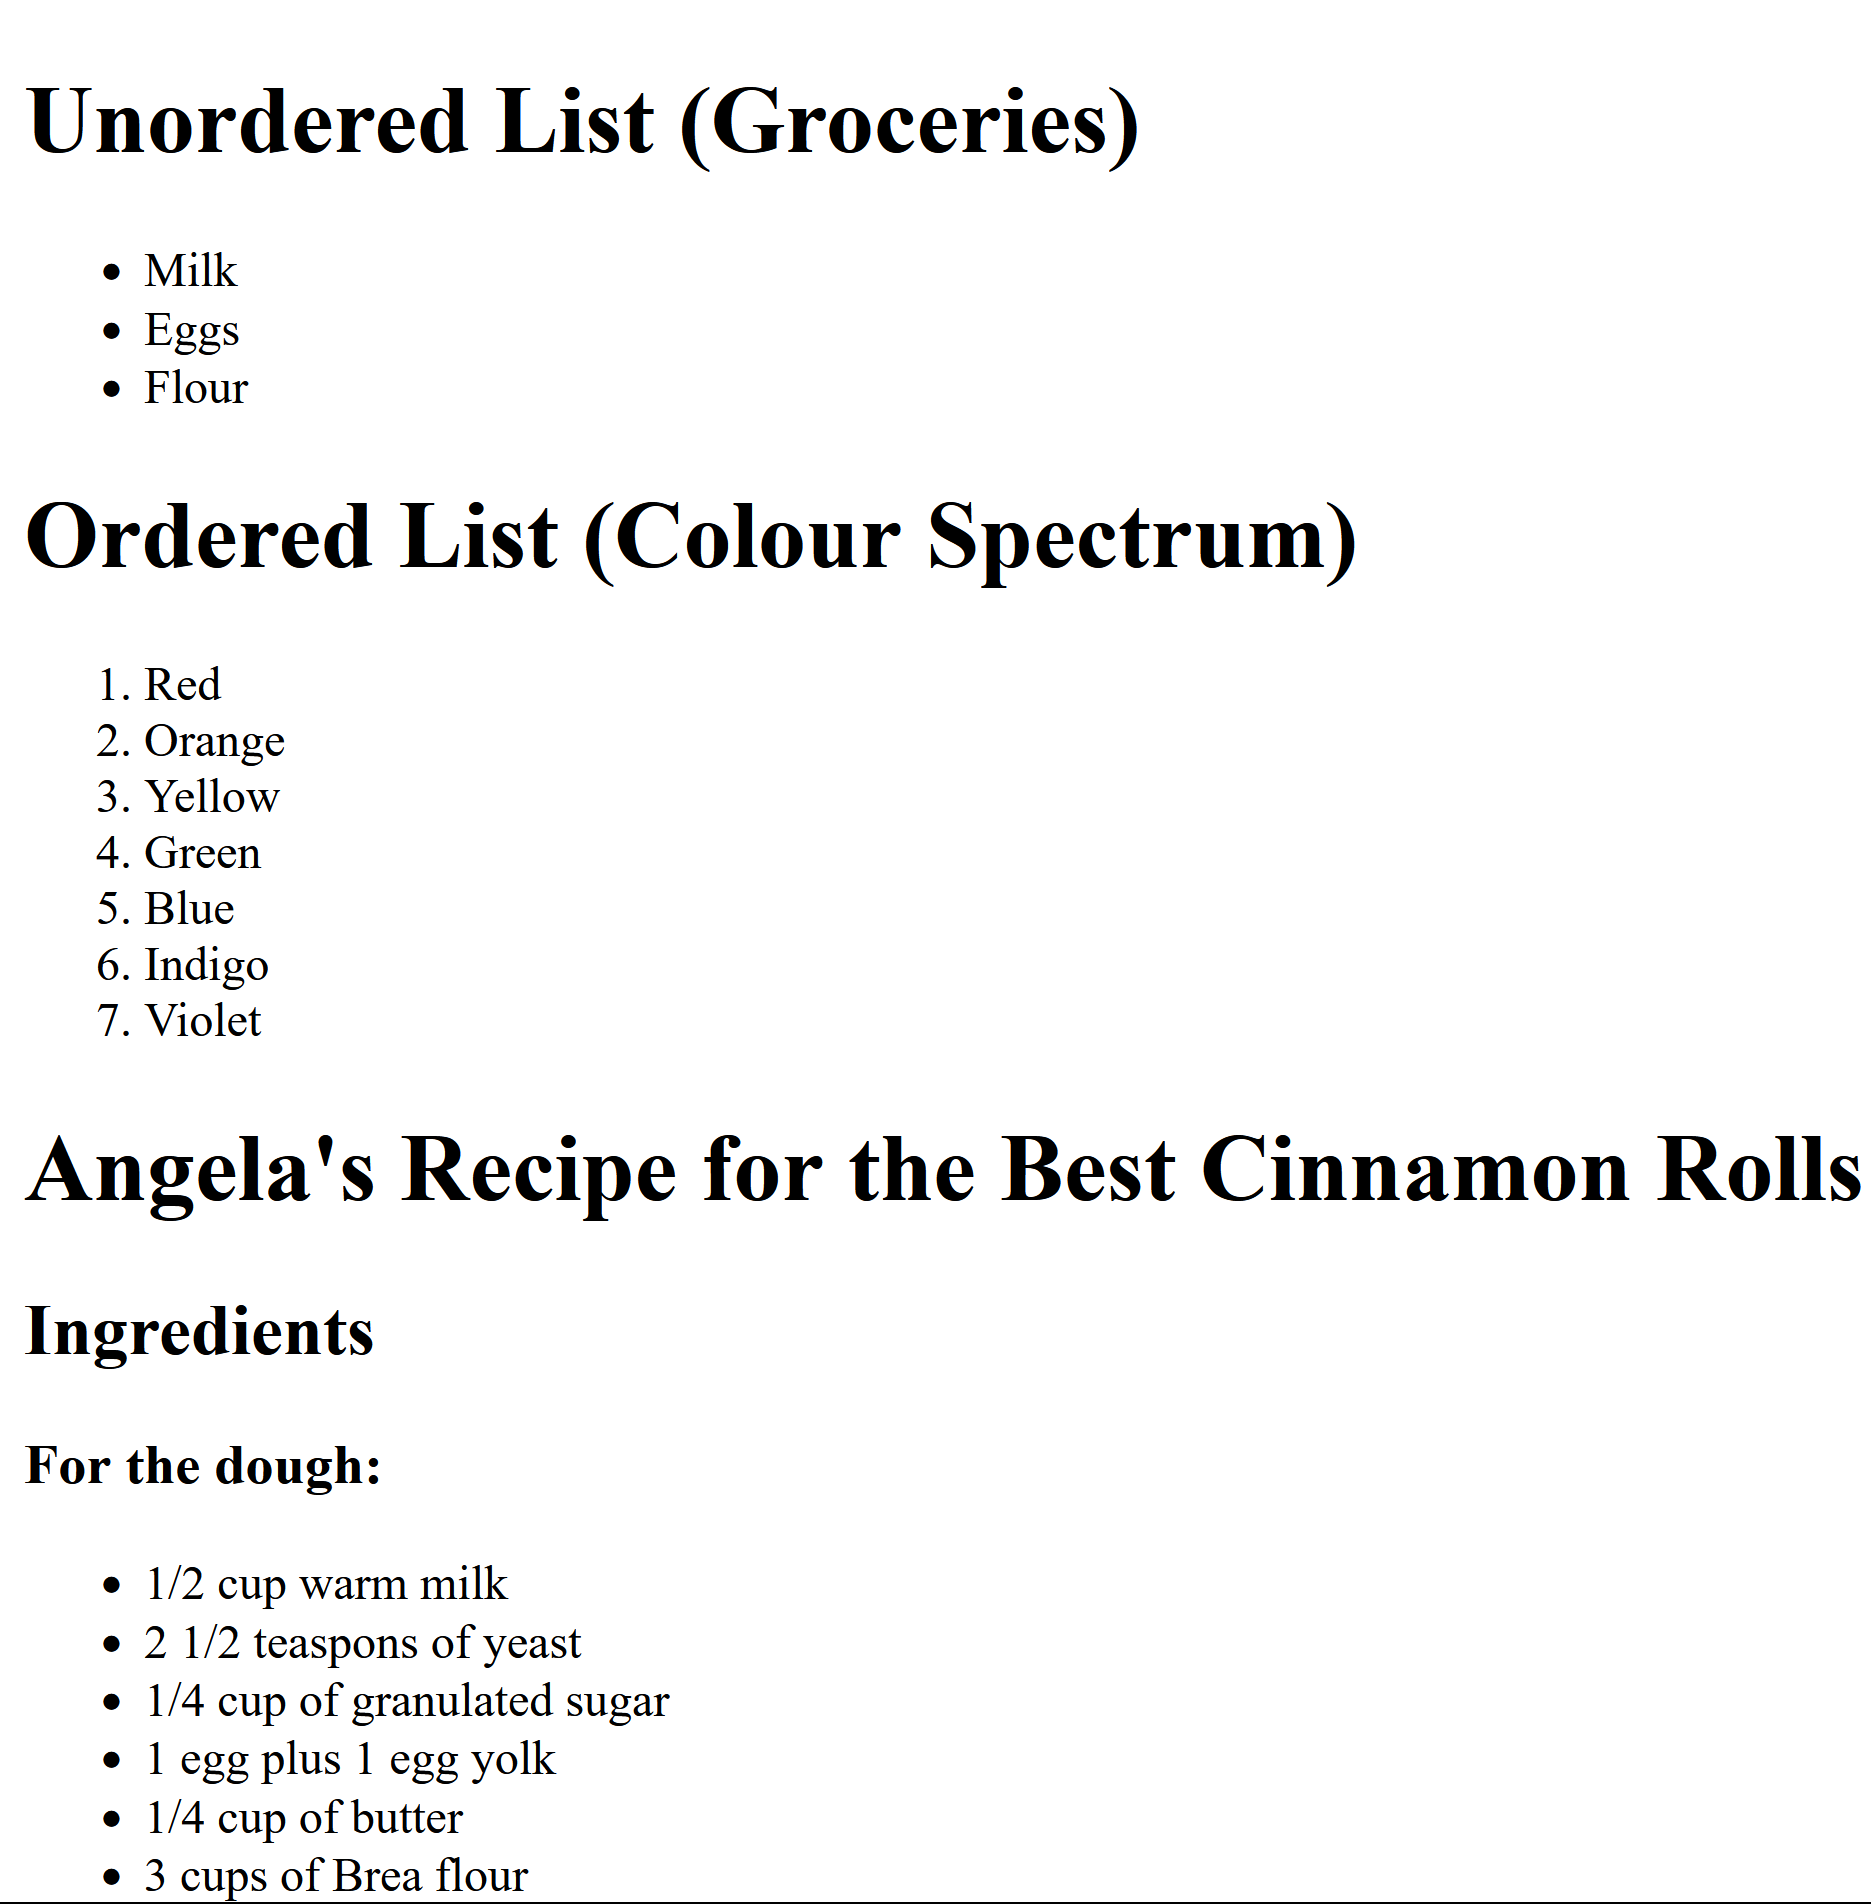 Unordered List (Groceries)
• Milk
• Eggs
• Flour
Ordered List (Colour Spectrum)
1. Red
2. Orange
3. Yellow
4. Green
5. Blue
6. Indigo
7. Violet
Angela's Recipe for the Best Cinnamon Rolls
Ingredients
For the dough:
• 1/2 cup warm milk
• 2 1/2 teaspons of yeast
• 1/4 cup of granulated sugar
• 1 egg plus 1 egg yolk
• 1/4 cup of butter
• 3 cups of Brea flour